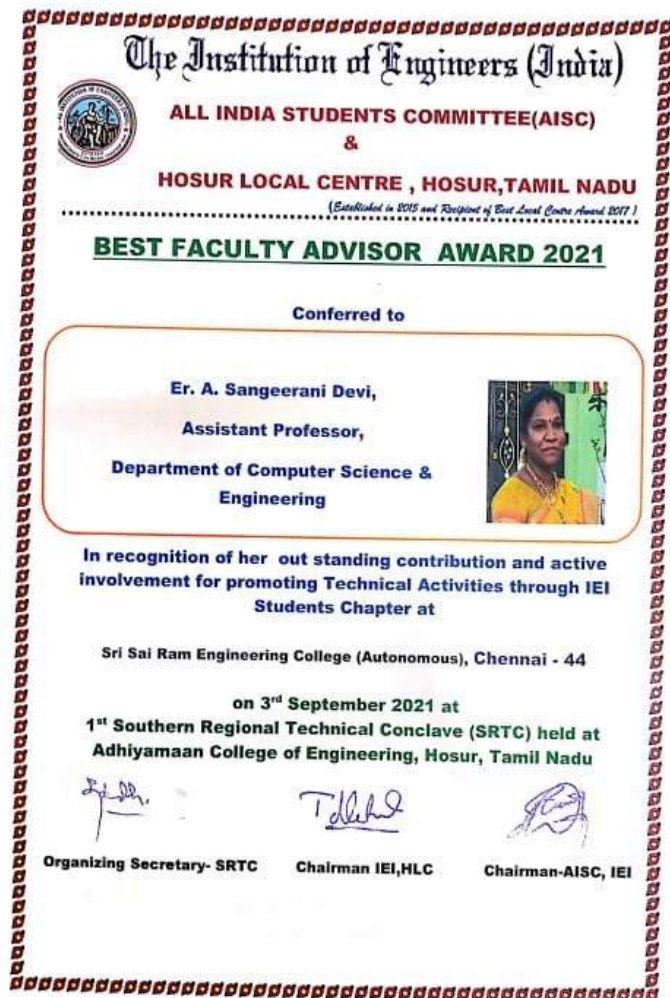 The Institution of Engineers (India)
ALL INDIA STUDENTS COMMITTEE(AISC)
&
HOSUR LOCAL CENTRE , HOSUR,TAMIL NADU
(Established in 2015 and Recipient of Best Local Centre Award 2017 )
BEST FACULTY ADVISOR AWARD 2021
Conferred to
Er. A. Sangeerani Devi,
Assistant Professor,
Department of Computer Science &
Engineering
In recognition of her out standing contribution and active
involvement for promoting Technical Activities through IEI
Students Chapter at
Sri Sai Ram Engineering College (Autonomous), Chennai - 44
on 3rd September 2021 at
1st Southern Regional Technical Conclave (SRTC) held at
Adhiyamaan College of Engineering, Hosur, Tamil Nadu
Organizing Secretary- SRTC Chairman IEI,HLC Chairman-AISC, IEI